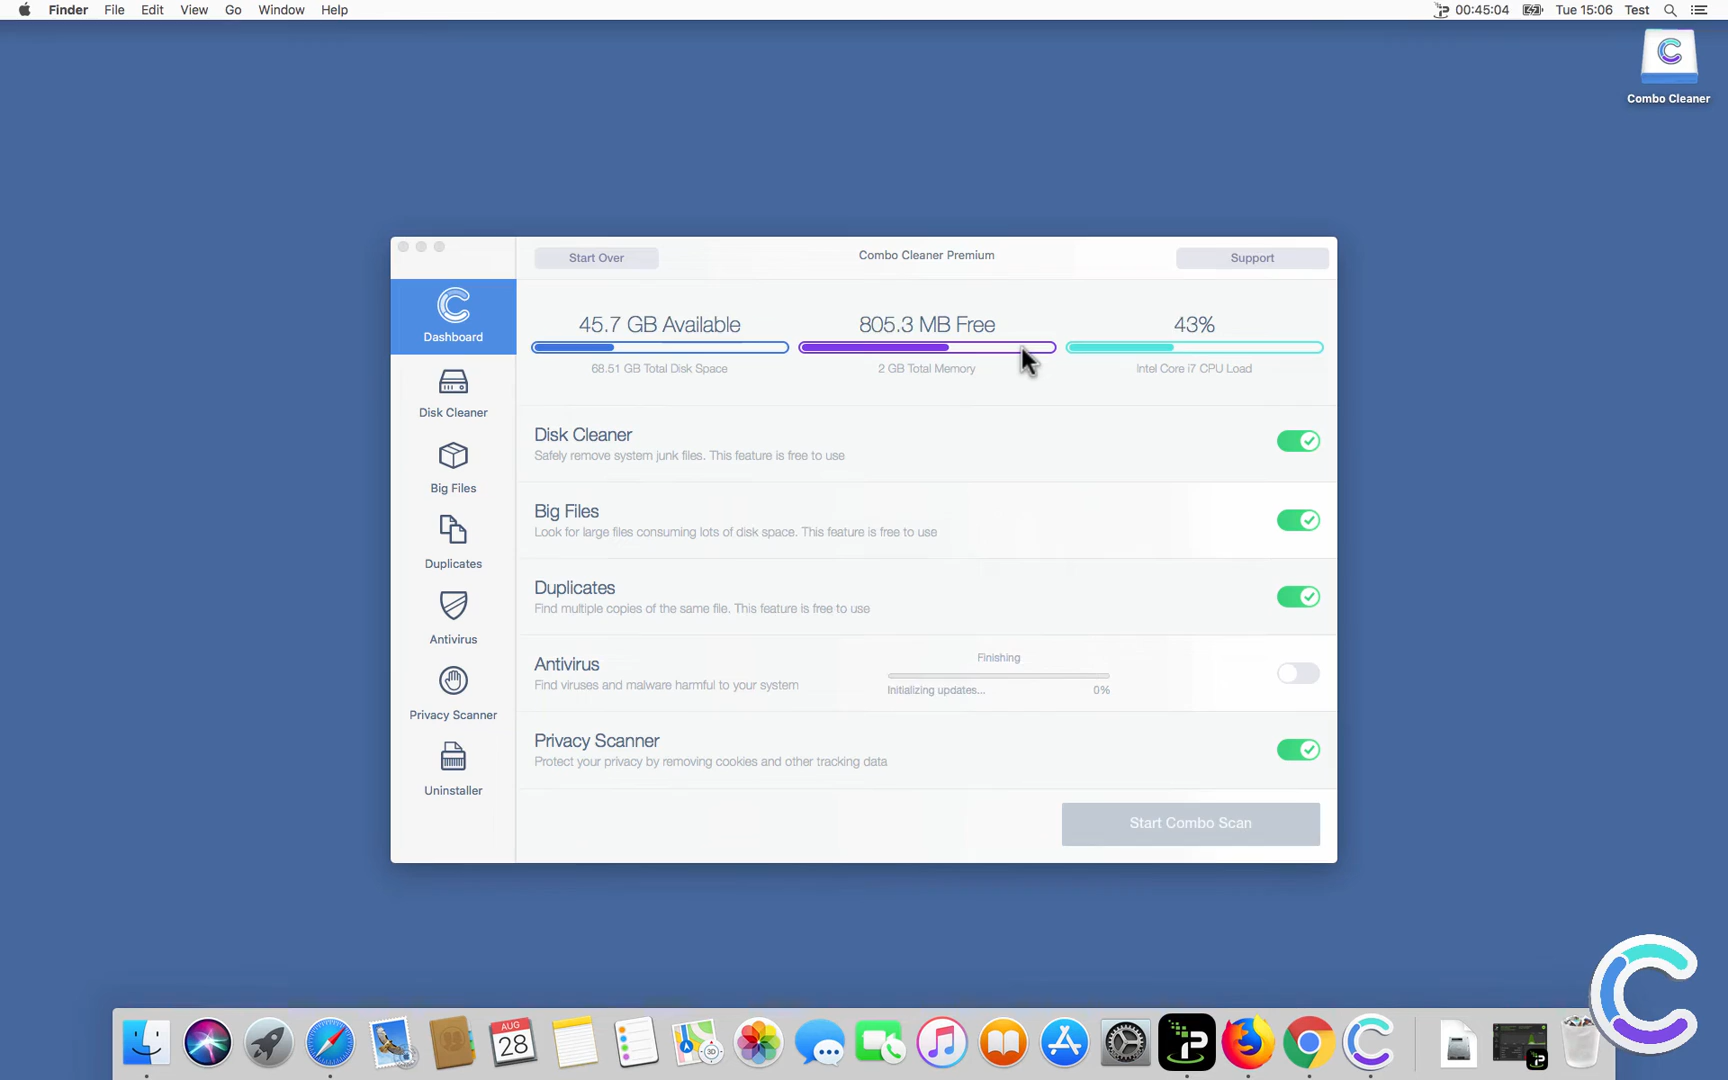 Finder File Edit View Go Window Help 00:45:04 Tue 15:06 Test
Combo Cleaner
Start Over Combo Cleaner Premium Support
Dashboard
Disk Cleaner
Big Files
Duplicates
Antivirus
Privacy Scanner
Uninstaller
45.7 GB Available
68.51 GB Total Disk Space
805.3 MB Free
2 GB Total Memory
43%
Intel Core i7 CPU Load
Disk Cleaner
Safely remove system junk files. This feature is free to use
Big Files
Look for large files consuming lots of disk space. This feature is free to use
Duplicates
Find multiple copies of the same file. This feature is free to use
Antivirus
Find viruses and malware harmful to your system
Finishing
Initializing updates... 0%
Privacy Scanner
Protect your privacy by removing cookies and other tracking data
Start Combo Scan
AUG
28
3D